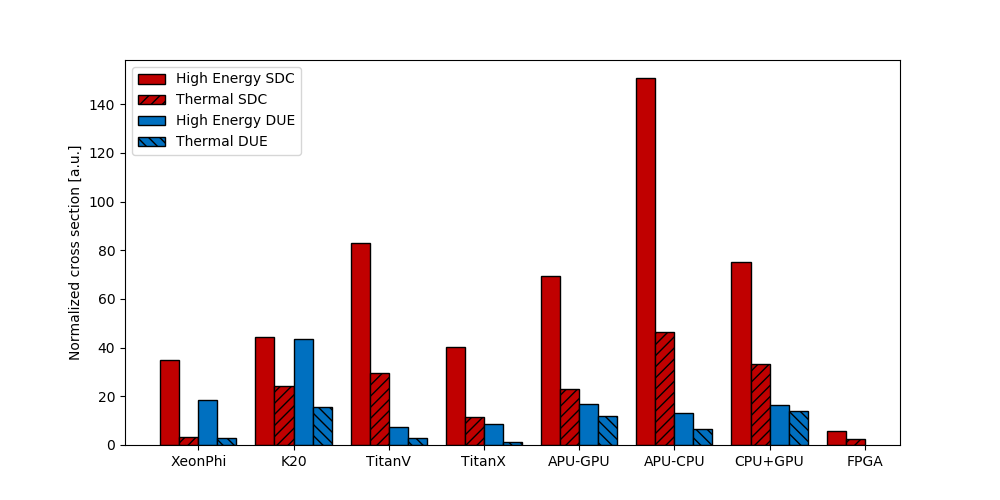 High Energy SDC
Thermal SDC
High Energy DUE
Thermal DUE
Normalized cross section [a.u.]
140
120
100
80
60
40
20
0
XeonPhi K20 TitanV TitanX APU-GPU APU-CPU CPU+GPU FPGA